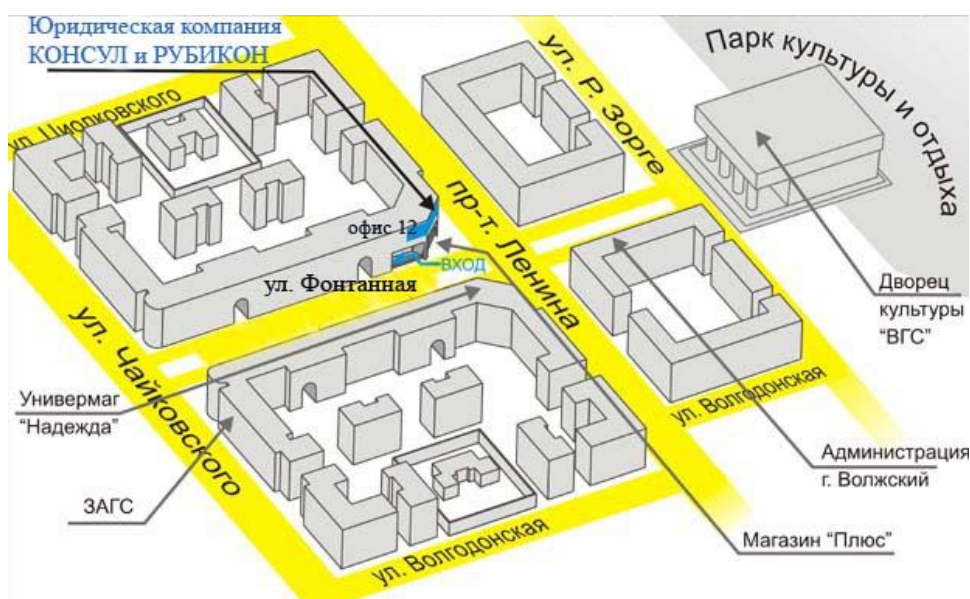 Юридическая компания
КОНСУЛ и РУБИКОН
ул. Циолковского
ул. Р. Зорге
Парк культуры и отдыха
пр-т. Ленина
офис 12
ВХОД
ул. Фонтанная
ул. Чайковского
Дворец
культуры
"ВГС"
Универмаг
"Надежда"
ул. Волгодонская
Администрация
г. Волжский
ЗАГС
ул. Волгодонская
Магазин "Плюс"